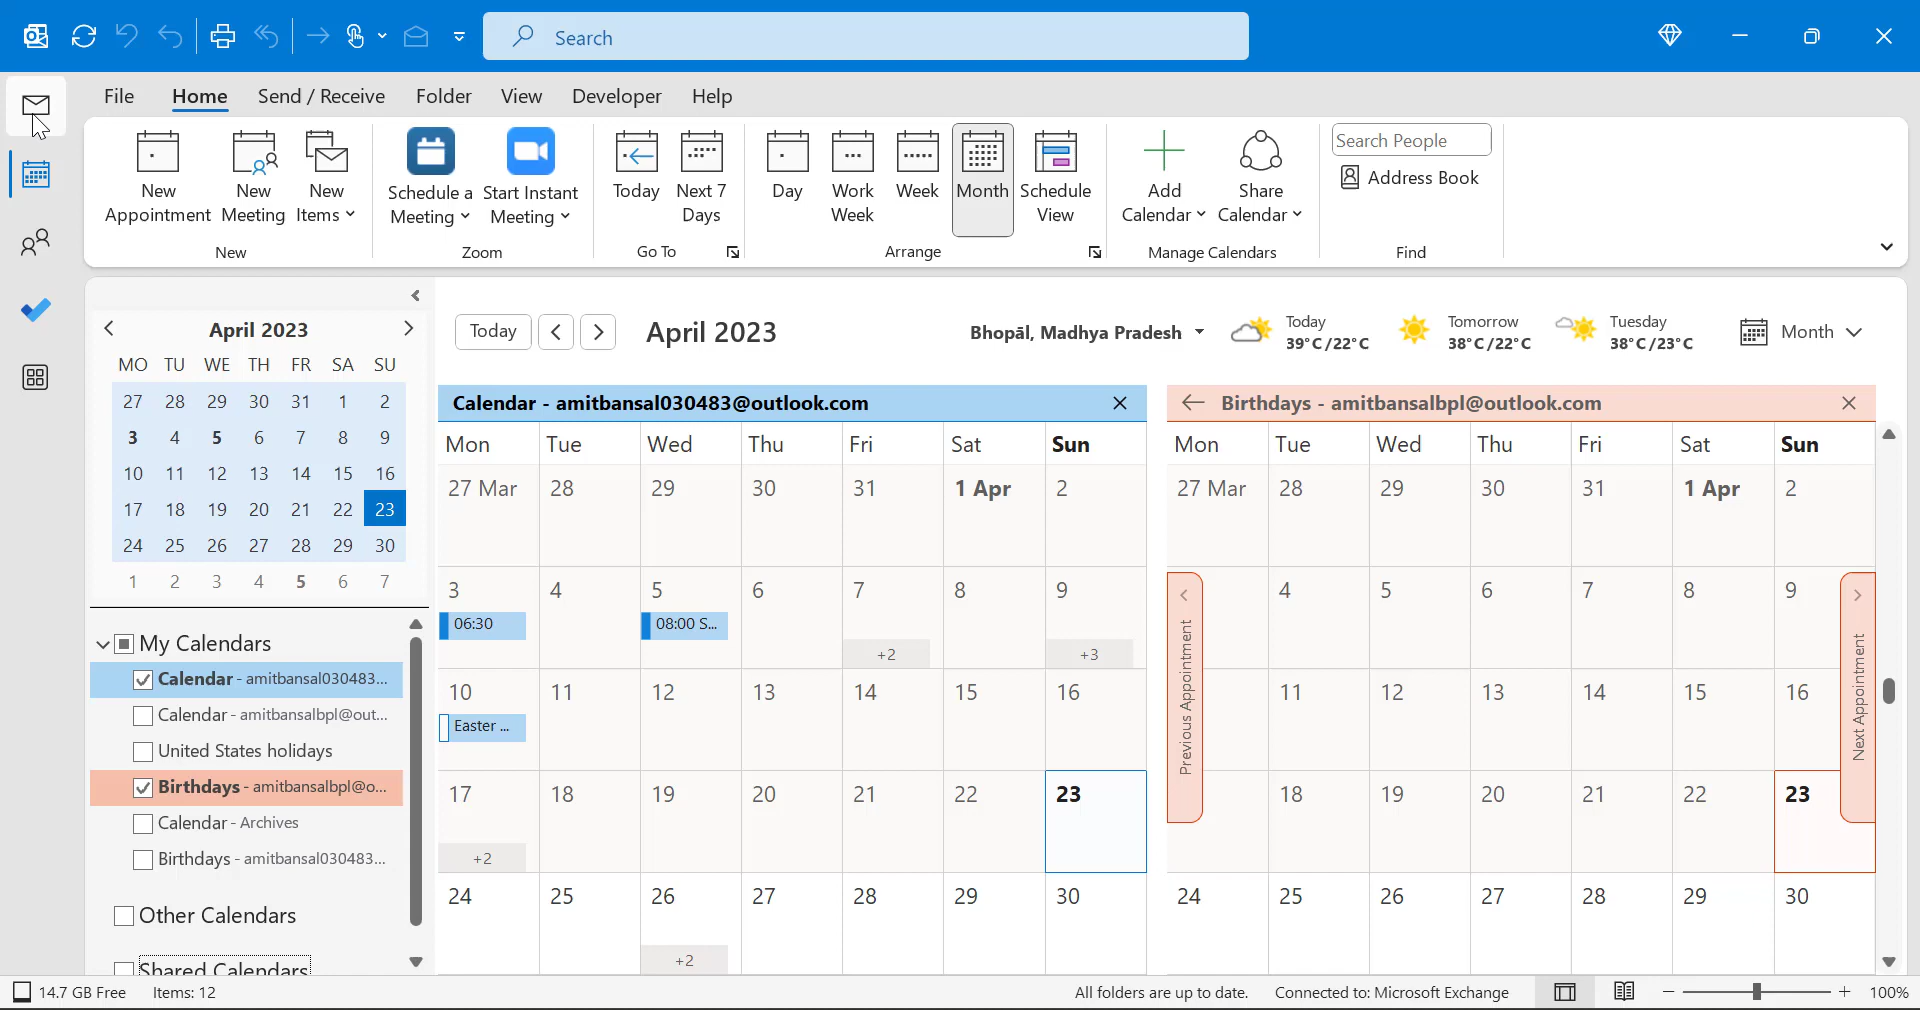 Search
File Home Send / Receive Folder View Developer Help
New Appointment
New Meeting
New Items
New
Schedule a Meeting
Start Instant Meeting
Zoom
Today
Next 7 Days
Go To
Day
Work Week
Week
Month
Schedule View
Arrange
Add Calendar
Share Calendar
Manage Calendars
Search People
Address Book
Find
April 2023
MO TU WE TH FR SA SU
27 28 29 30 31 1 2
3 4 5 6 7 8 9
10 11 12 13 14 15 16
17 18 19 20 21 22 23
24 25 26 27 28 29 30
1 2 3 4 5 6 7
My Calendars
Calendar - amitbansal030483...
Calendar - amitbansalbpl@out...
United States holidays
Birthdays - amitbansalbpl@o...
Calendar - Archives
Birthdays - amitbansal030483...
Other Calendars
Shared Calendars
Today
April 2023
Bhopāl, Madhya Pradesh
Today
39°C/22°C
Tomorrow
38°C/22°C
Tuesday
38°C/23°C
Month
Calendar - amitbansal030483@outlook.com
Mon Tue Wed Thu Fri Sat Sun
27 Mar 28 29 30 31 1 Apr 2
3 4 5 6 7 8 9
06:30 08:00 S...
+2 +3
10 11 12 13 14 15 16
Easter ...
17 18 19 20 21 22 23
+2
24 25 26 27 28 29 30
+2
Birthdays - amitbansalbpl@outlook.com
Mon Tue Wed Thu Fri Sat Sun
27 Mar 28 29 30 31 1 Apr 2
4 5 6 7 8 9
Previous Appointment
Next Appointment
11 12 13 14 15 16
18 19 20 21 22 23
24 25 26 27 28 29 30
14.7 GB Free Items: 12
All folders are up to date. Connected to: Microsoft Exchange
100%